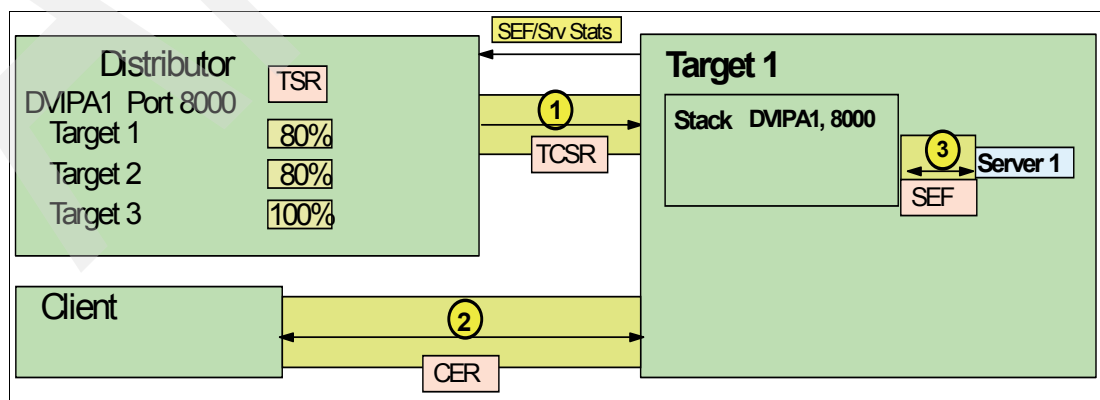 SEF/Srv Stats
Distributor
TSR
DVIPA1 Port 8000
Target 1 80%
Target 2 80%
Target 3 100%
1
TCSR
Target 1
Stack DVIPA1, 8000
3
Server 1
SEF
Client
2
CER